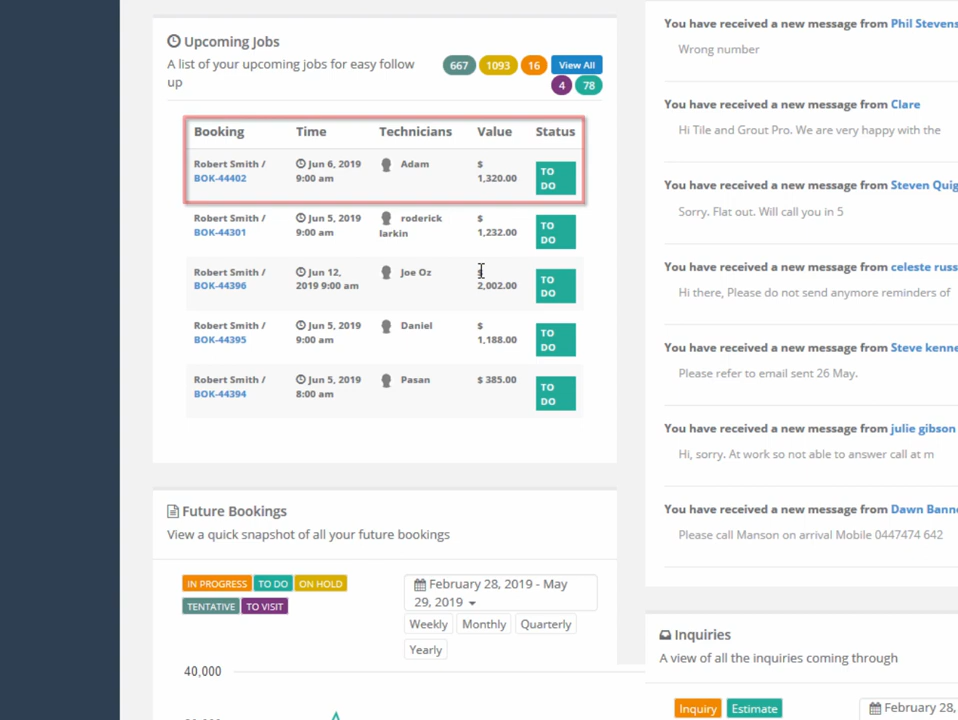 Upcoming Jobs
A list of your upcoming jobs for easy follow
up
667 1093 16 View All
4 78
Booking Time Technicians Value Status
Robert Smith / Jun 6, 2019 Adam $ TO
BOK-44402 9:00 am 1,320.00 DO
Robert Smith / Jun 5, 2019 roderick $ TO
BOK-44301 9:00 am larkin 1,232.00 DO
Robert Smith / Jun 12, Joe Oz $ TO
BOK-44396 2019 9:00 am 2,002.00 DO
Robert Smith / Jun 5, 2019 Daniel $ TO
BOK-44395 9:00 am 1,188.00 DO
Robert Smith / Jun 5, 2019 Pasan $ 385.00 TO
BOK-44394 8:00 am DO
Future Bookings
View a quick snapshot of all your future bookings
IN PROGRESS TO DO ON HOLD
TENTATIVE TO VISIT
February 28, 2019 - May
29, 2019
Weekly Monthly Quarterly
Yearly
40,000
You have received a new message from Phil Stevens
Wrong number
You have received a new message from Clare
Hi Tile and Grout Pro. We are very happy with the
You have received a new message from Steven Quig
Sorry. Flat out. Will call you in 5
You have received a new message from celeste russ
Hi there, Please do not send anymore reminders of
You have received a new message from Steve kenne
Please refer to email sent 26 May.
You have received a new message from julie gibson
Hi, sorry. At work so not able to answer call at m
You have received a new message from Dawn Bann
Please call Manson on arrival Mobile 0447474 642
Inquiries
A view of all the inquiries coming through
Inquiry Estimate February 28,